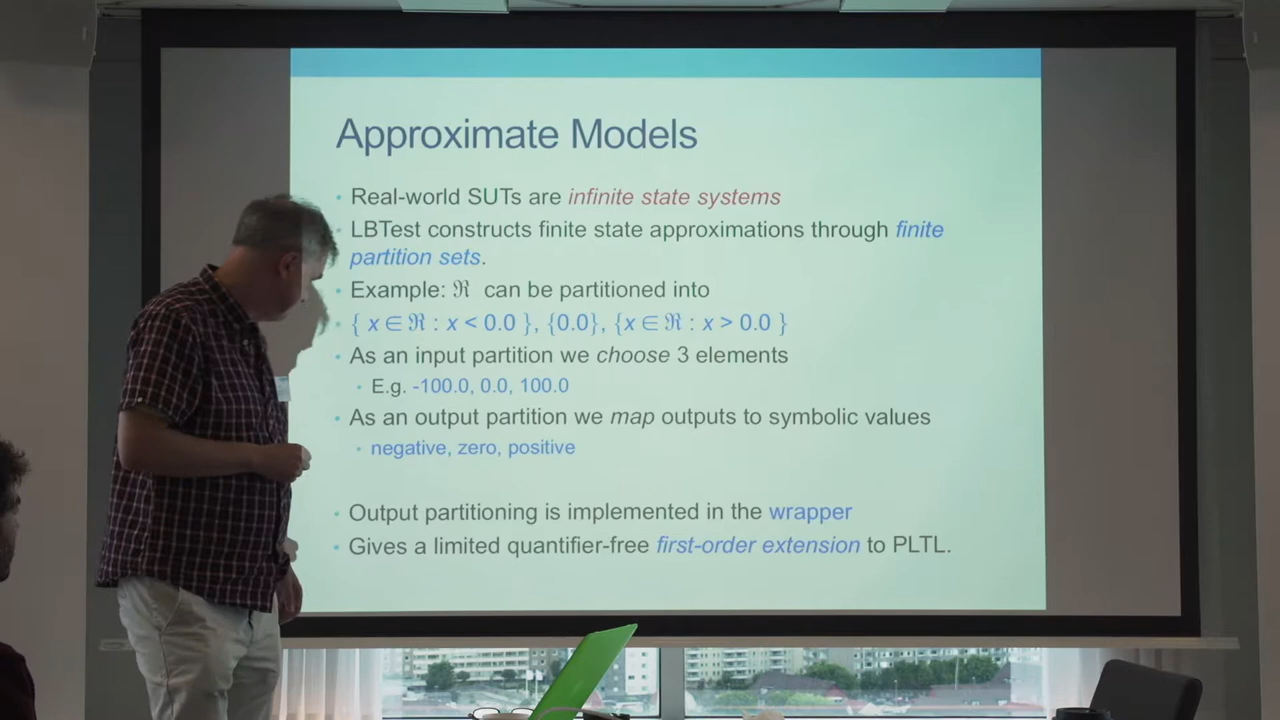 Approximate Models
• Real-world SUTs are infinite state systems
• LBTest constructs finite state approximations through finite
partition sets.
• Example: ℜ can be partitioned into
• { x ∈ ℜ : x < 0.0 }, {0.0}, {x ∈ ℜ : x > 0.0 }
• As an input partition we choose 3 elements
• E.g. -100.0, 0.0, 100.0
• As an output partition we map outputs to symbolic values
• negative, zero, positive
• Output partitioning is implemented in the wrapper
• Gives a limited quantifier-free first-order extension to PLTL.